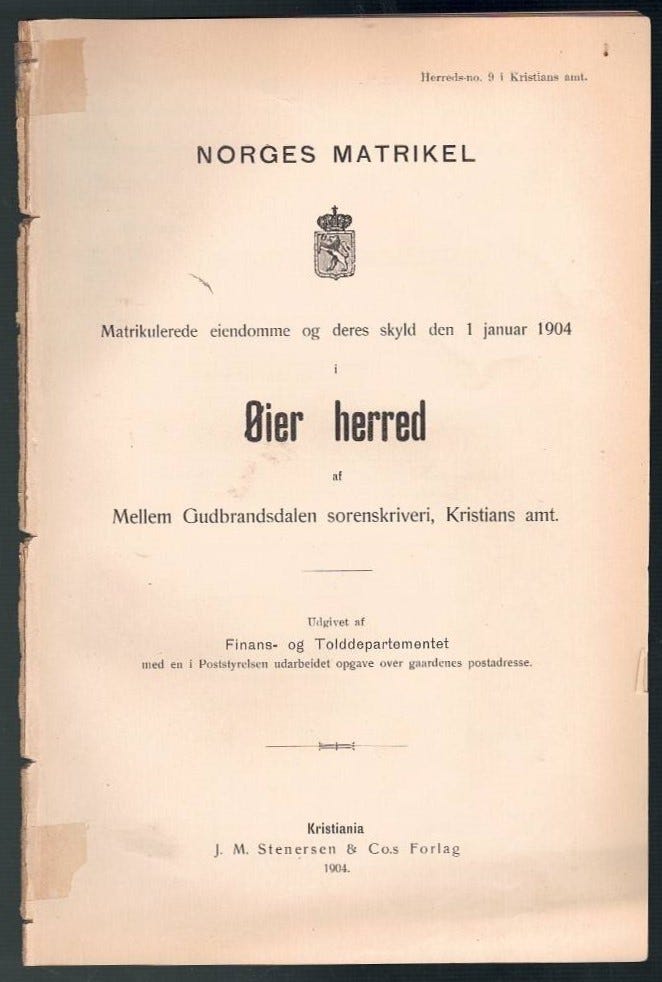 Herreds-no. 9 i Kristians amt.
NORGES MATRIKEL
Matrikulerede eiendomme og deres skyld den 1 januar 1904
i
Øier herred
af
Mellem Gudbrandsdalen sorenskriveri, Kristians amt.
Udgivet af
Finans- og Tolddepartementet
med en i Poststyrelsen udarbeidet opgave over gaardenes postadresse.
Kristiania
J. M. Stenersen & Co.s Forlag
1904.